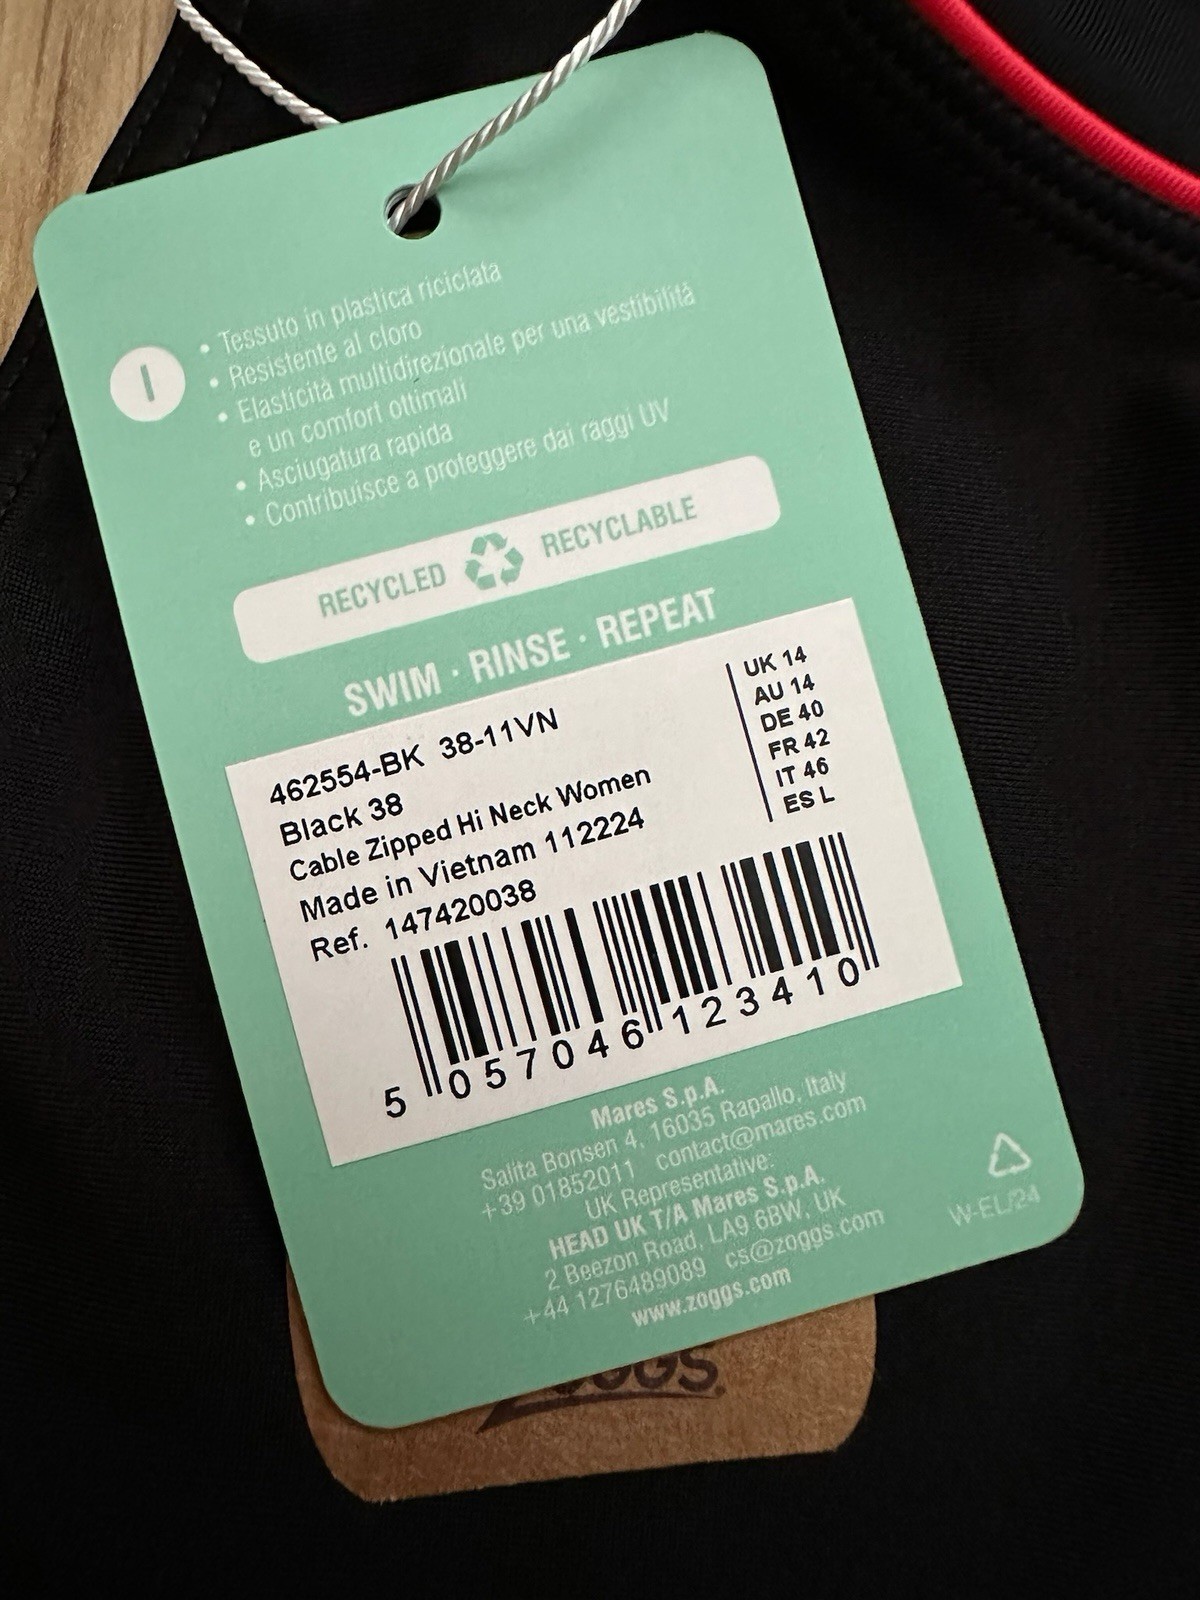 I
• Tessuto in plastica riciclata
• Resistente al cloro
• Elasticità multidirezionale per una vestibilità
e un comfort ottimali
• Asciugatura rapida
• Contribuisce a proteggere dai raggi UV
RECYCLED RECYCLABLE
SWIM · RINSE · REPEAT
462554-BK 38-11VN
Black 38
Cable Zipped Hi Neck Women
Made in Vietnam 112224
Ref. 147420038
UK 14
AU 14
DE 40
FR 42
IT 46
ES L
5 057046 123410
Mares S.p.A.
Salita Bonsen 4, 16035 Rapallo, Italy
+39 01852011 contact@mares.com
UK Representative:
HEAD UK T/A Mares S.p.A.
2 Beezon Road, LA9 6BW, UK
+44 1276489089 cs@zoggs.com
www.zoggs.com
W-EL/24